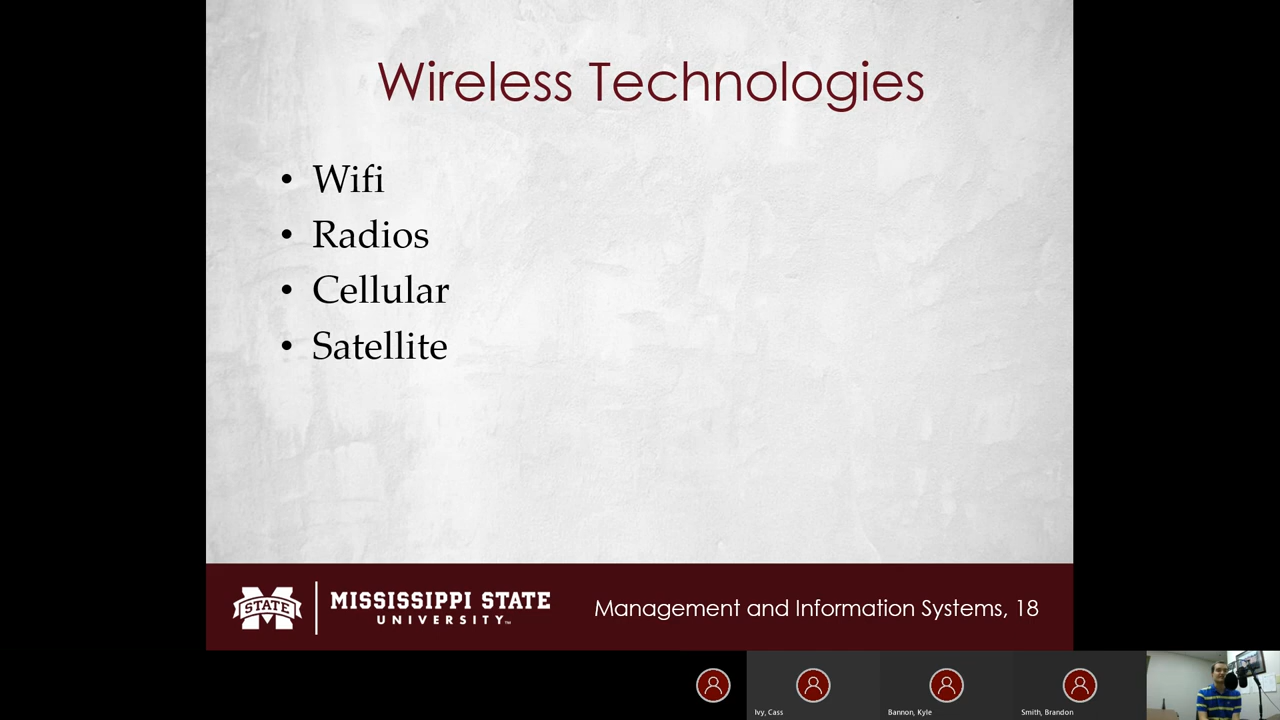 Wireless Technologies
• Wifi
• Radios
• Cellular
• Satellite
STATE
MISSISSIPPI STATE
UNIVERSITY™
Management and Information Systems, 18
Ivy, Cass
Bannon, Kyle
Smith, Brandon